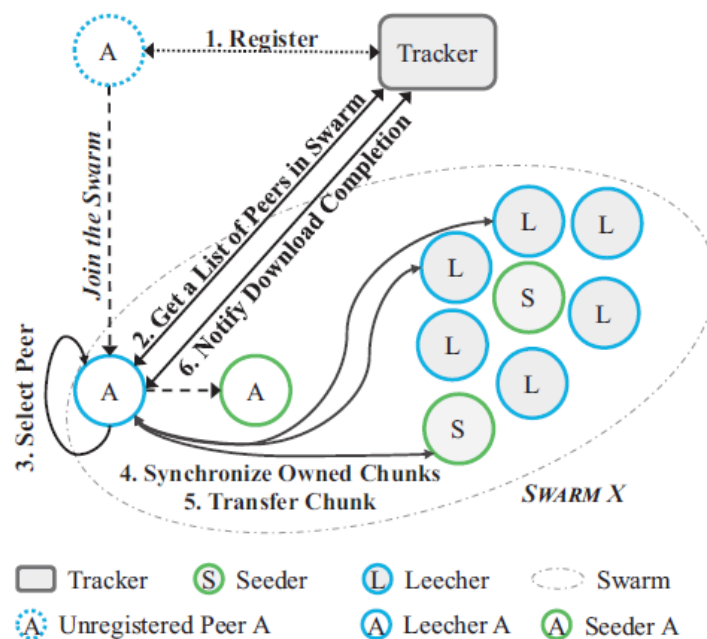 A
1. Register
Tracker
Join the Swarm
2. Get a List of Peers in Swarm
6. Notify Download Completion
L
L
L
S
L
L
L
3. Select Peer
A
A
S
4. Synchronize Owned Chunks
5. Transfer Chunk
SWARM X
Tracker
S Seeder
L Leecher
Swarm
A Unregistered Peer A
A Leecher A
A Seeder A